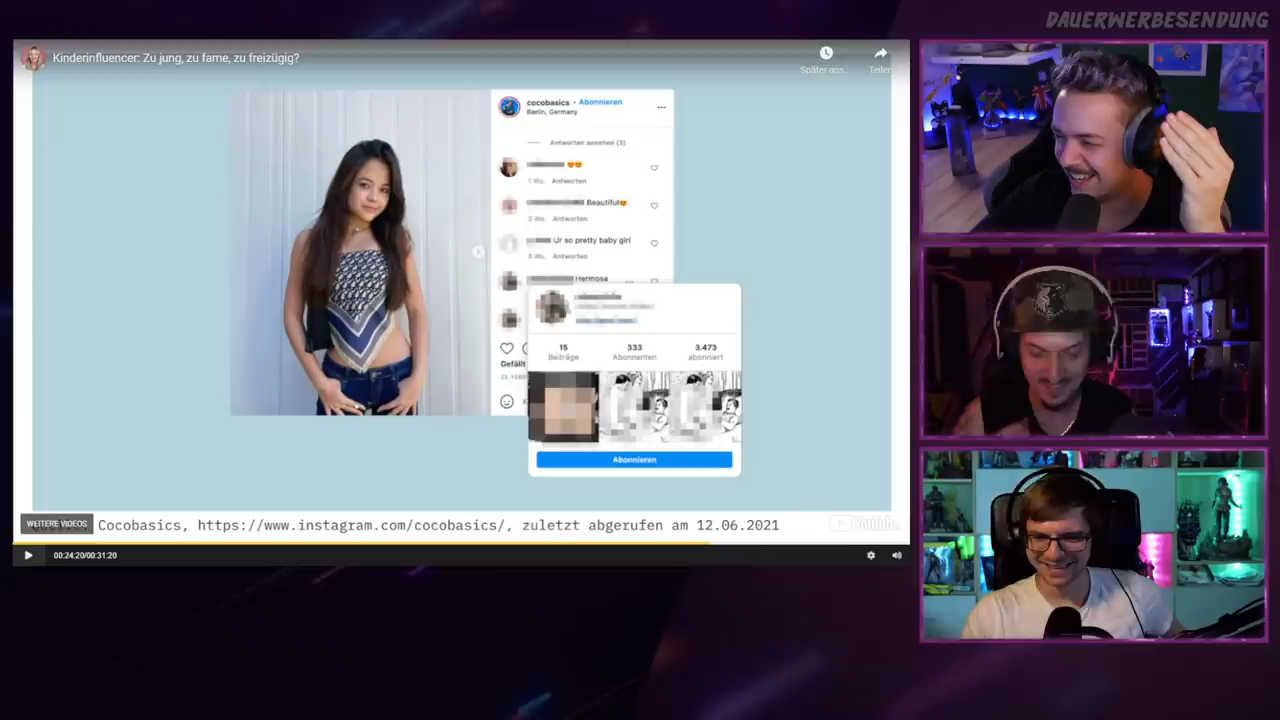 DAUERWERBESENDUNG
Kinderinfluencer: Zu jung, zu fame, zu freizügig?
Später ans...
Teilen
cocobasics • Abonnieren
Berlin, Germany
Antworten ansehen (2)
😍😍
1 Wo. Antworten
Beautiful😍
3 Wo. Antworten
Ur so pretty baby girl
3 Wo. Antworten
Hermosa
Gefällt
15
Beiträge
333
Abonnenten
3.473
abonniert
Abonnieren
WEITERE VIDEOS
Cocobasics, https://www.instagram.com/cocobasics/, zuletzt abgerufen am 12.06.2021
YouTube
00:24:20/00:31:20